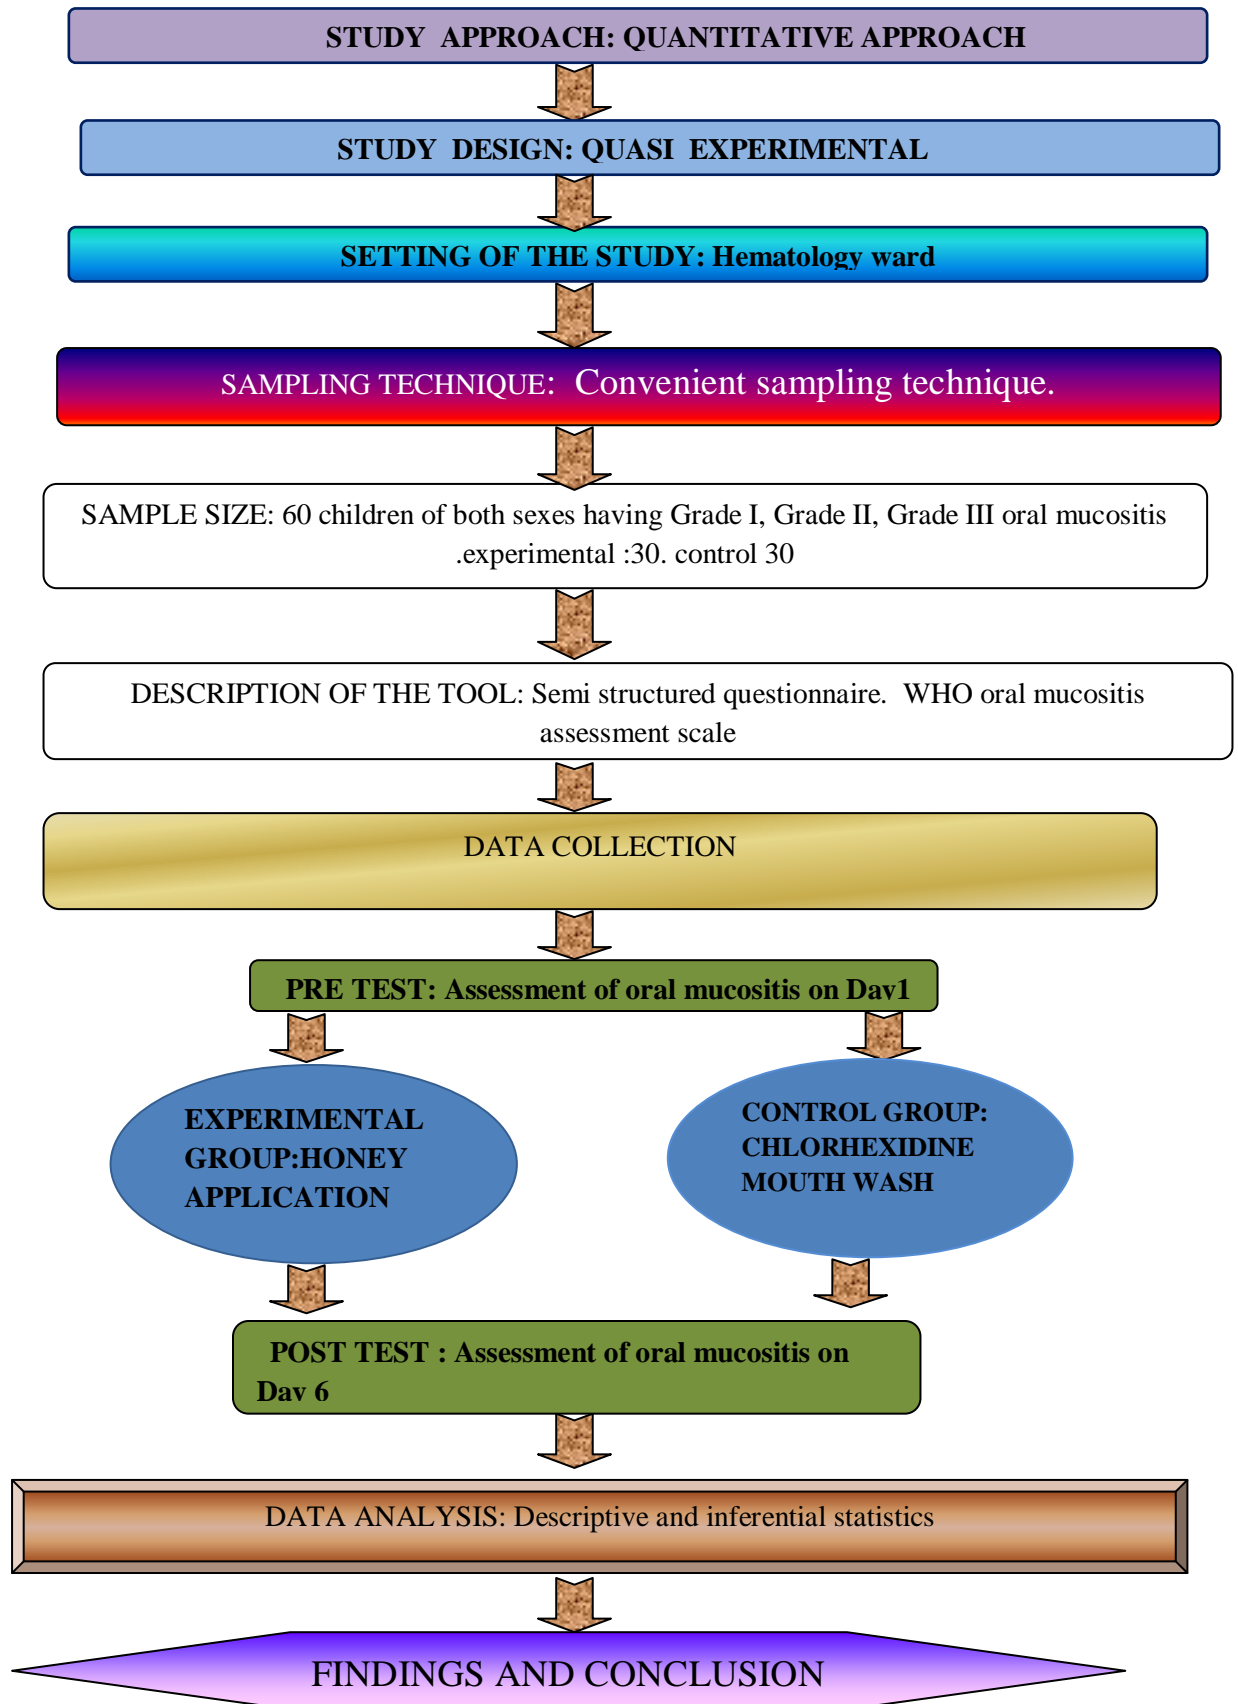 STUDY APPROACH: QUANTITATIVE APPROACH
STUDY DESIGN: QUASI EXPERIMENTAL
SETTING OF THE STUDY: Hematology ward
SAMPLING TECHNIQUE: Convenient sampling technique.
SAMPLE SIZE: 60 children of both sexes having Grade I, Grade II, Grade III oral mucositis
.experimental :30. control 30
DESCRIPTION OF THE TOOL: Semi structured questionnaire. WHO oral mucositis
assessment scale
DATA COLLECTION
PRE TEST: Assessment of oral mucositis on Day1
EXPERIMENTAL
GROUP:HONEY
APPLICATION
CONTROL GROUP:
CHLORHEXIDINE
MOUTH WASH
POST TEST : Assessment of oral mucositis on
Day 6
DATA ANALYSIS: Descriptive and inferential statistics
FINDINGS AND CONCLUSION